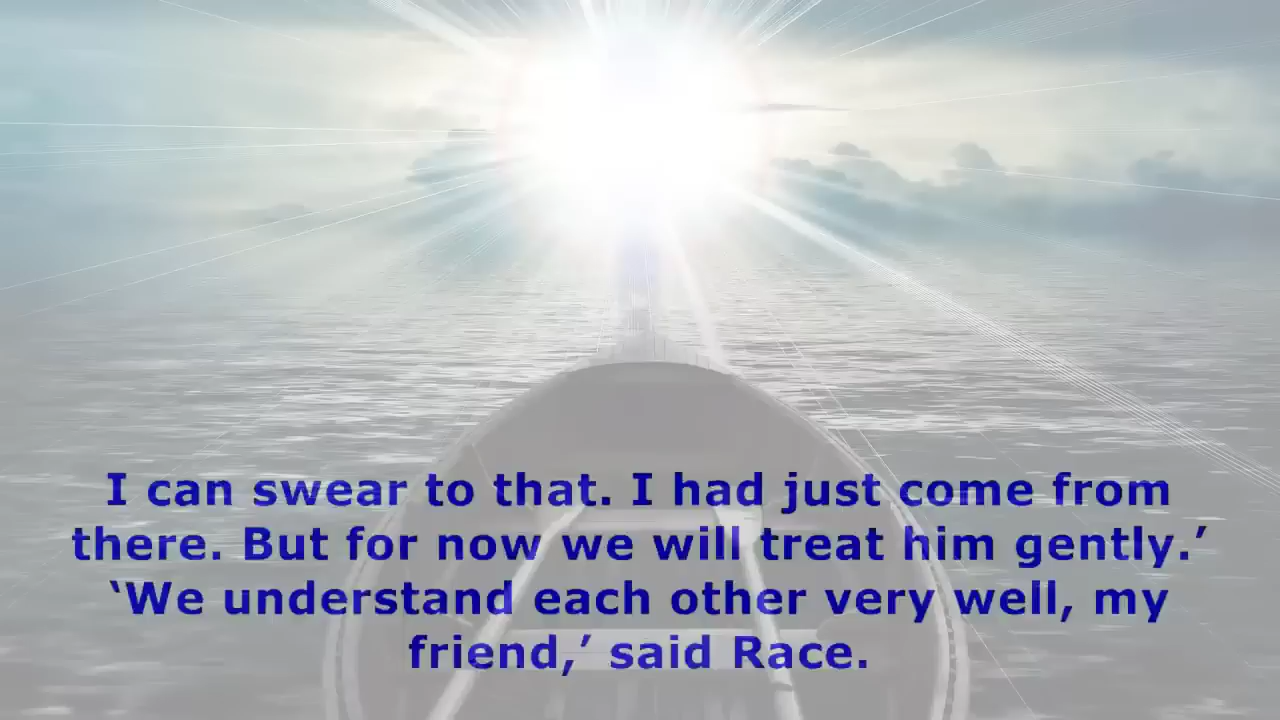 I can swear to that. I had just come from
there. But for now we will treat him gently.’
‘We understand each other very well, my
friend,’ said Race.